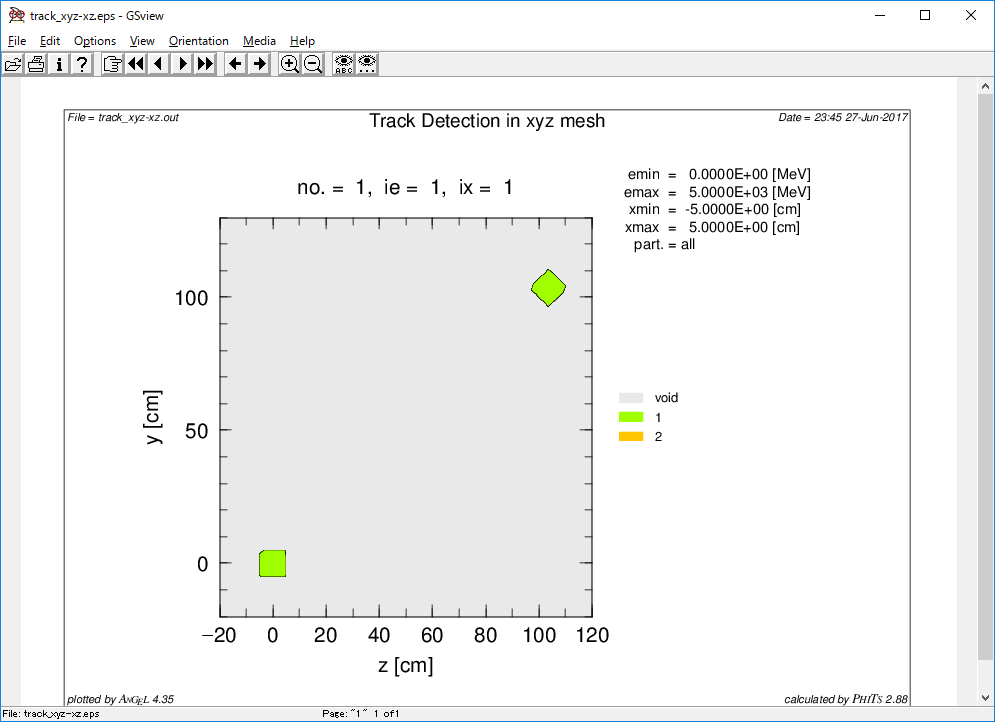 track_xyz-xz.eps - GSview
File Edit Options View Orientation Media Help
i ? ABC
File = track_xyz-xz.out
Track Detection in xyz mesh
Date = 23:45 27-Jun-2017
no. = 1, ie = 1, ix = 1
emin = 0.0000E+00 [MeV]
emax = 5.0000E+03 [MeV]
xmin = -5.0000E+00 [cm]
xmax = 5.0000E+00 [cm]
part. = all
100
50
0
y [cm]
void
1
2
−20 0 20 40 60 80 100 120
z [cm]
plotted by ANGEL 4.35
calculated by PHITS 2.88
File: track_xyz-xz.eps
Page: "1" 1 of 1